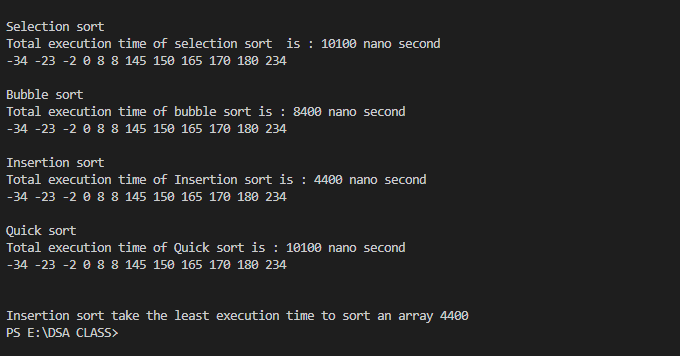 Selection sort
Total execution time of selection sort  is : 10100 nano second
-34 -23 -2 0 8 8 145 150 165 170 180 234
Bubble sort
Total execution time of bubble sort is : 8400 nano second
-34 -23 -2 0 8 8 145 150 165 170 180 234
Insertion sort
Total execution time of Insertion sort is : 4400 nano second
-34 -23 -2 0 8 8 145 150 165 170 180 234
Quick sort
Total execution time of Quick sort is : 10100 nano second
-34 -23 -2 0 8 8 145 150 165 170 180 234
Insertion sort take the least execution time to sort an array 4400
PS E:\DSA CLASS>